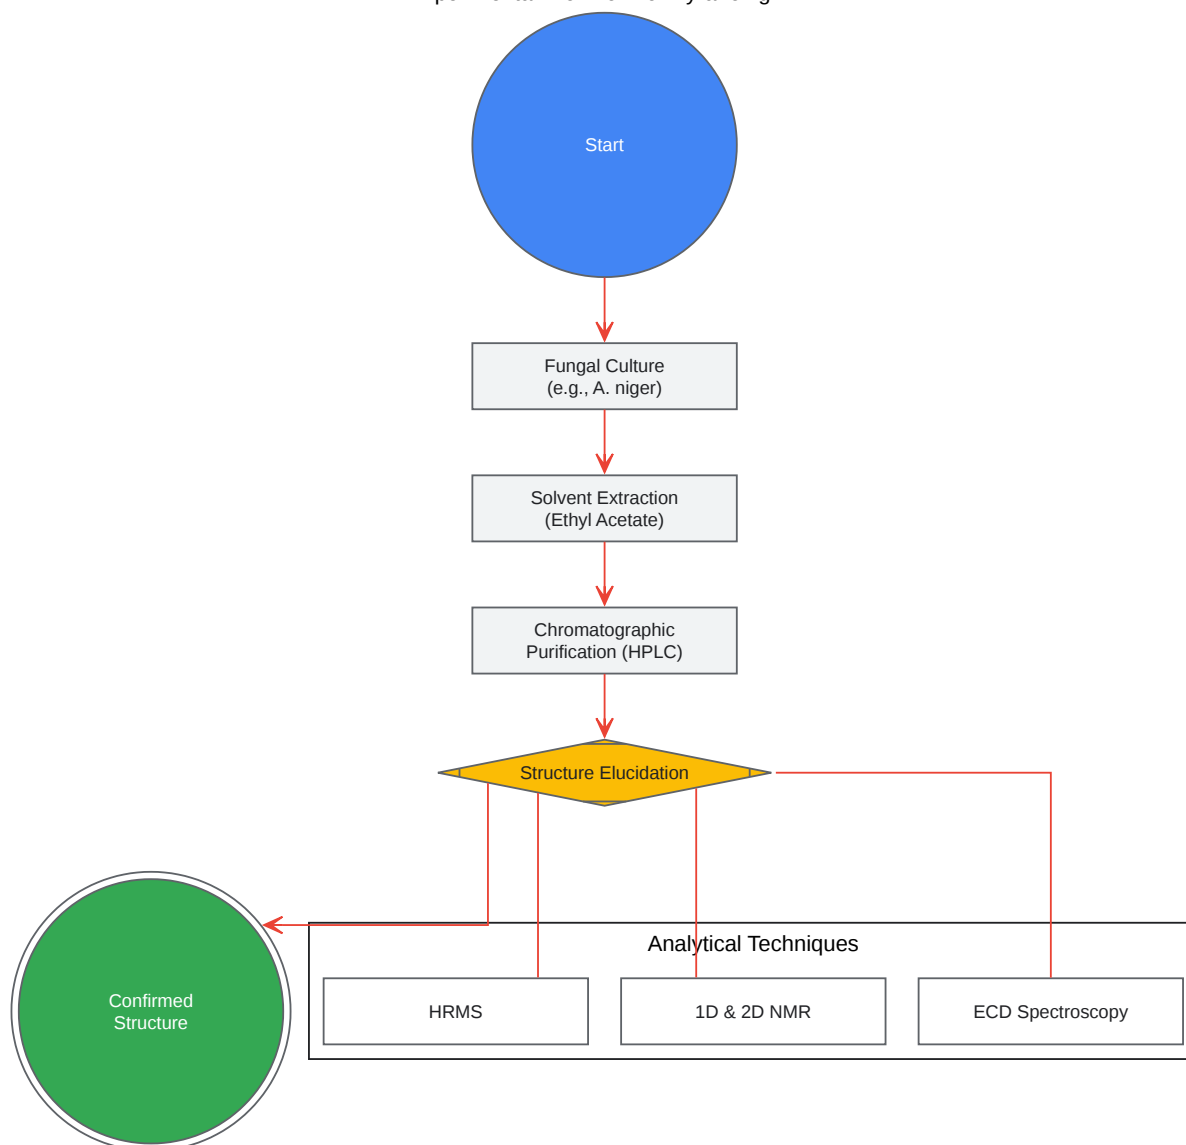 Start
Fungal Culture
(e.g., A. niger)
Solvent Extraction
(Ethyl Acetate)
Chromatographic
Purification (HPLC)
Structure Elucidation
Analytical Techniques
HRMS
1D & 2D NMR
ECD Spectroscopy
Confirmed
Structure